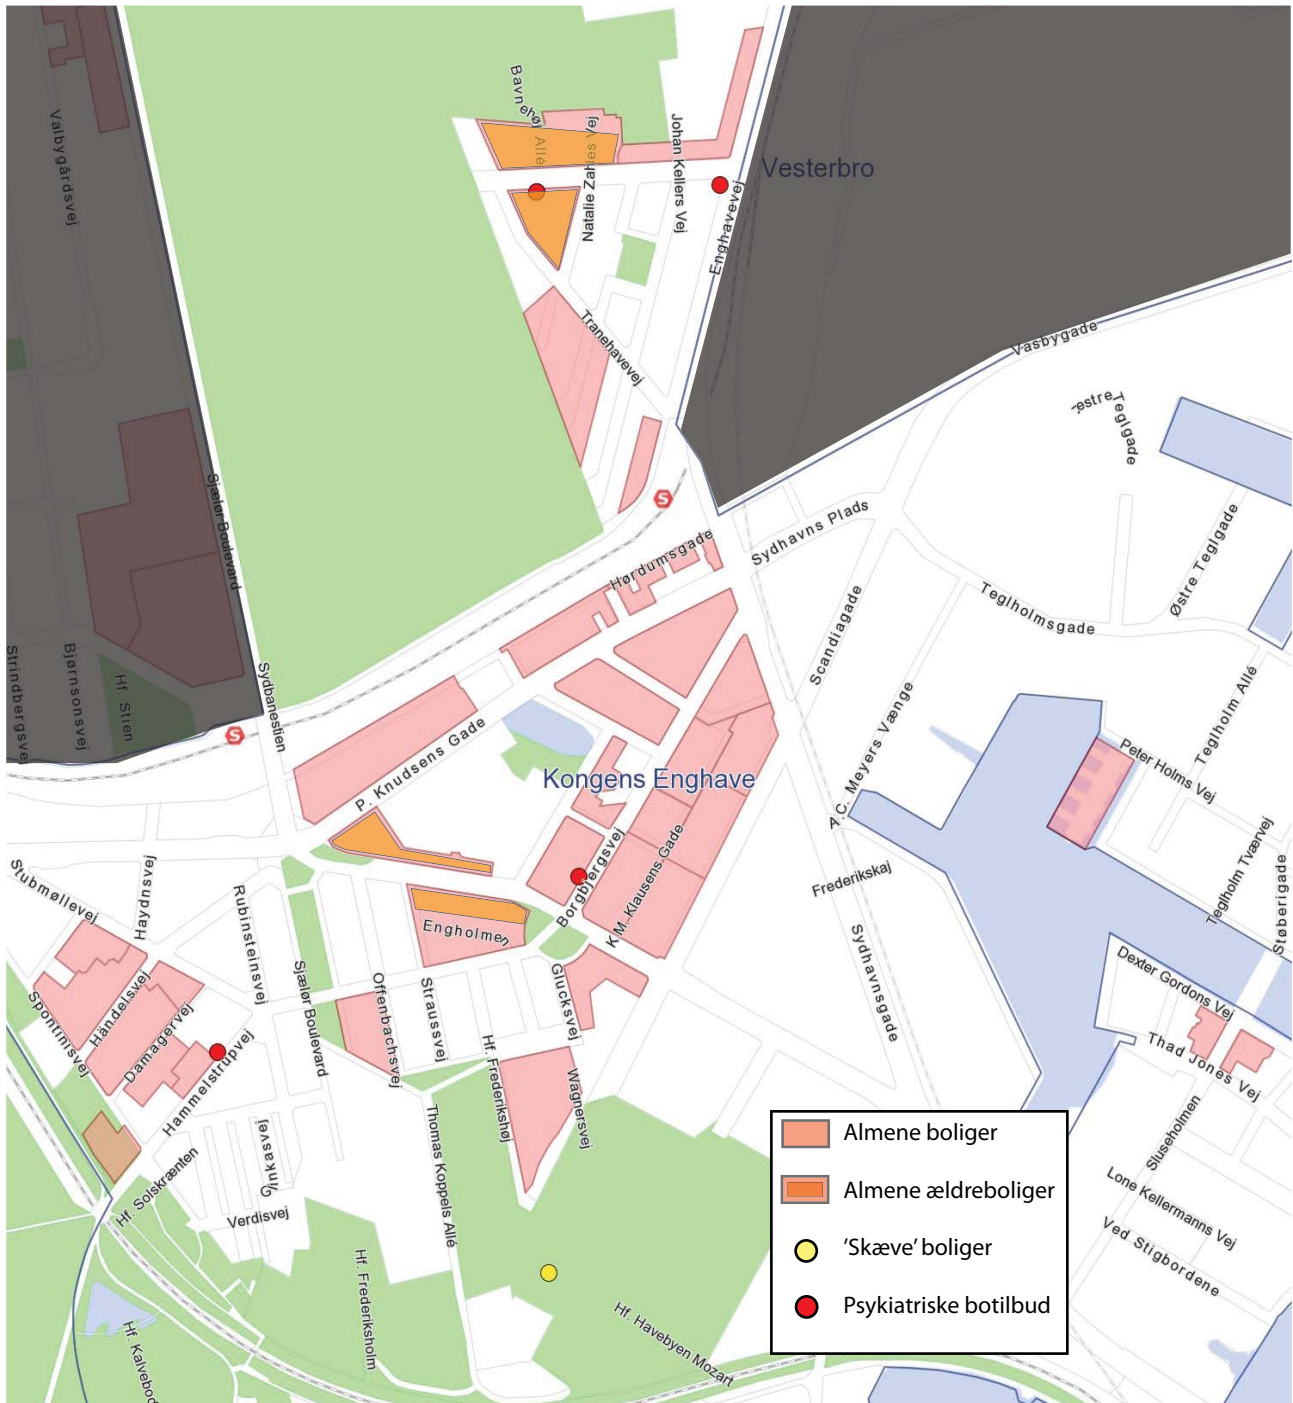 Valbygårdsvej
Bavnehøj Allé
Natalie Zahles Vej
Johan Kellers Vej
Vesterbro
Enghavevej
Tranehavevej
Vasbygade
estre Teglgade
Sjælør Boulevard
S
Hørdumsgade
Sydhavns Plads
Østre Teglgade
Teglholmsgade
Scandiagade
Strindbergsve
Bjørnsonsvej
Hf. Stien
Sydbanestien
S
P. Knudsens Gade
Kongens Enghave
A.C. Meyers Vænge
Teglholm Allé
Peter Holms Vej
Teglholm Tværvej
Støberigade
Borgbjergsvej
K.M. Klausens Gade
Frederikskaj
Sydhavnsgade
Stubmøllevej
Haydnsvej
Rubinsteinsvej
Engholmen
Sjælør Boulevard
Offenbachsvej
Straussvej
Glucksvej
Dexter Gordons Vej
Thad Jones Vej
Spontinisvej
Händelsvej
Damagervej
Hammelstrupvej
Hf. Frederikshøj
Wagnersvej
Thomas Koppels Allé
Glinkasvej
Hf. Solskrænten
Verdisvej
Sluseholmen
Lone Kellermanns Vej
Ved Stigbordene
Hf. Frederiksholm
Hf. Havebyen Mozart
Hf. Kalvebod
Almene boliger
Almene ældreboliger
'Skæve' boliger
Psykiatriske botilbud